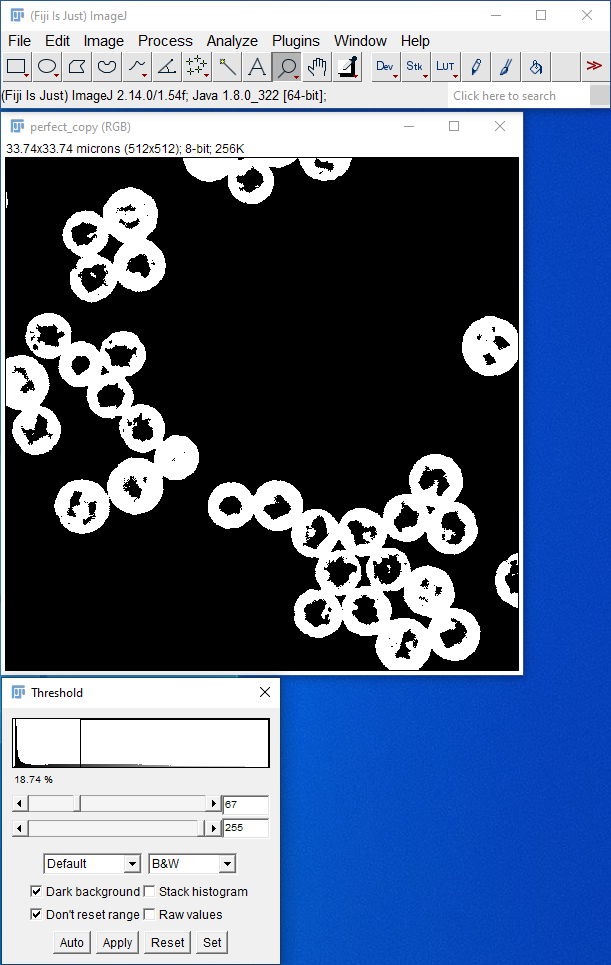 (Fiji Is Just) ImageJ
File Edit Image Process Analyze Plugins Window Help
Dev Stk LUT
(Fiji Is Just) ImageJ 2.14.0/1.54f; Java 1.8.0_322 [64-bit];
Click here to search
perfect_copy (RGB)
33.74x33.74 microns (512x512); 8-bit; 256K
Threshold
18.74 %
67
255
Default B&W
Dark background Stack histogram
Don't reset range Raw values
Auto Apply Reset Set